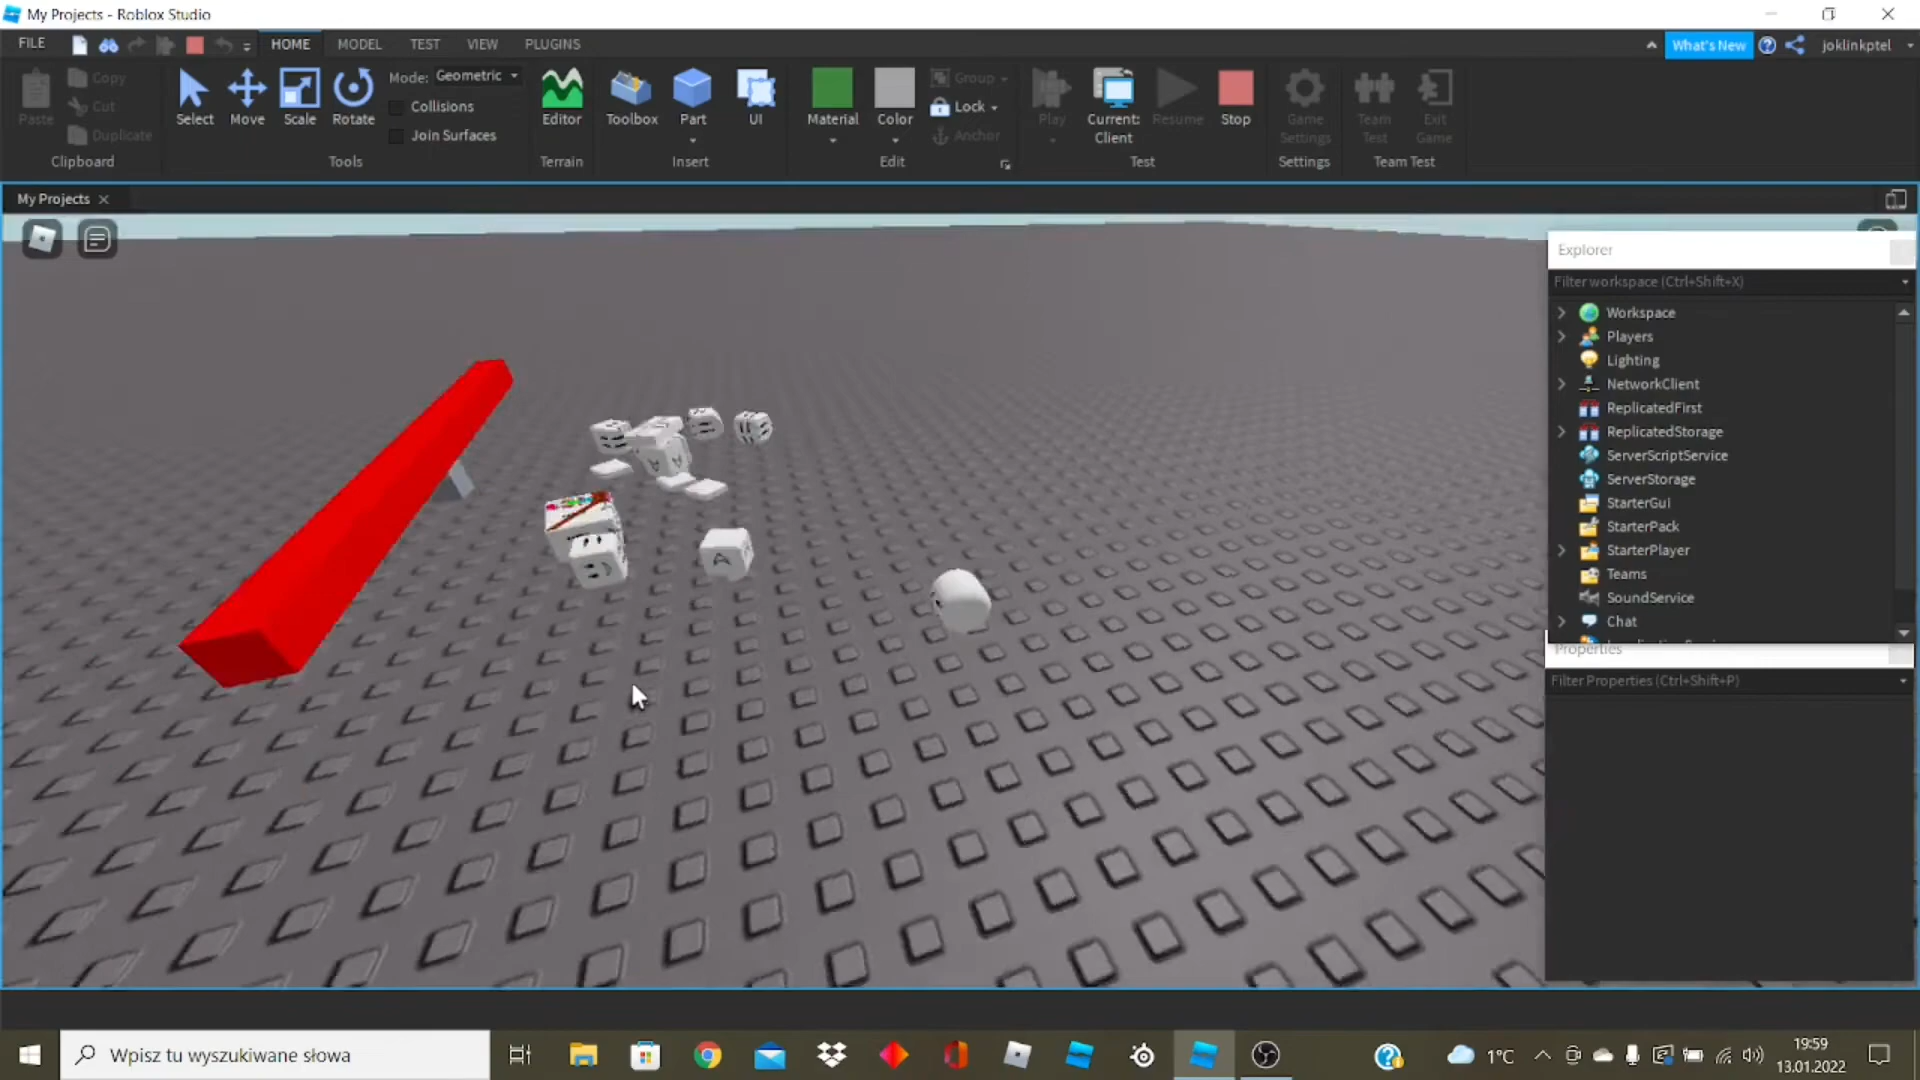 My Projects - Roblox Studio
FILE HOME MODEL TEST VIEW PLUGINS What's New joklinkptel
Paste Copy Cut Duplicate
Clipboard
Select Move Scale Rotate Mode: Geometric
Collisions
Join Surfaces
Tools
Editor
Terrain
Toolbox Part UI
Insert
Material Color Group Lock Anchor
Edit
Play Current: Client Resume Stop
Test
Game Settings
Settings
Team Test Exit Game
Team Test
My Projects
Explorer
Filter workspace (Ctrl+Shift+X)
Workspace
Players
Lighting
NetworkClient
ReplicatedFirst
ReplicatedStorage
ServerScriptService
ServerStorage
StarterGui
StarterPack
StarterPlayer
Teams
SoundService
Chat
Properties
Filter Properties (Ctrl+Shift+P)
Wpisz tu wyszukiwane słowa
1°C
19:59
13.01.2022